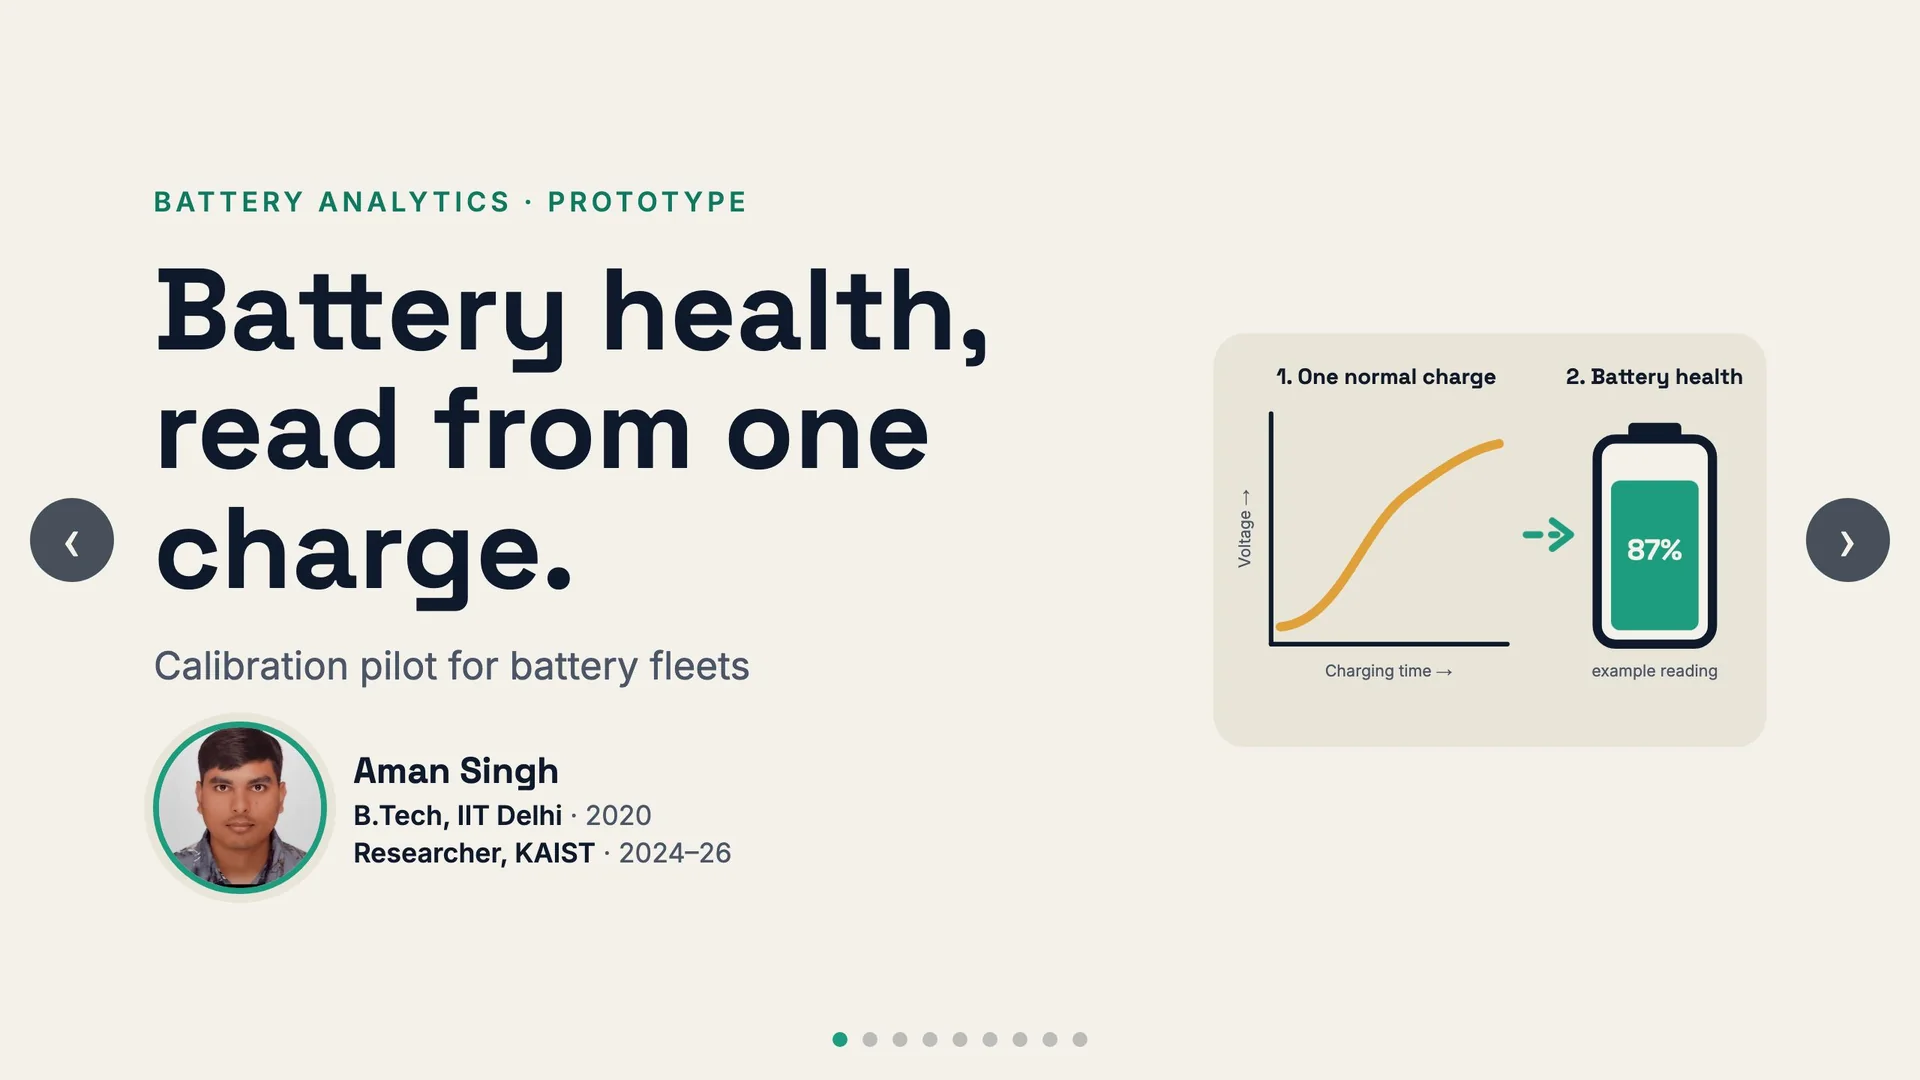 BATTERY ANALYTICS · PROTOTYPE
Battery health,
read from one
charge.
Calibration pilot for battery fleets
Aman Singh
B.Tech, IIT Delhi · 2020
Researcher, KAIST · 2024–26
1. One normal charge
2. Battery health
Voltage →
87%
Charging time →
example reading